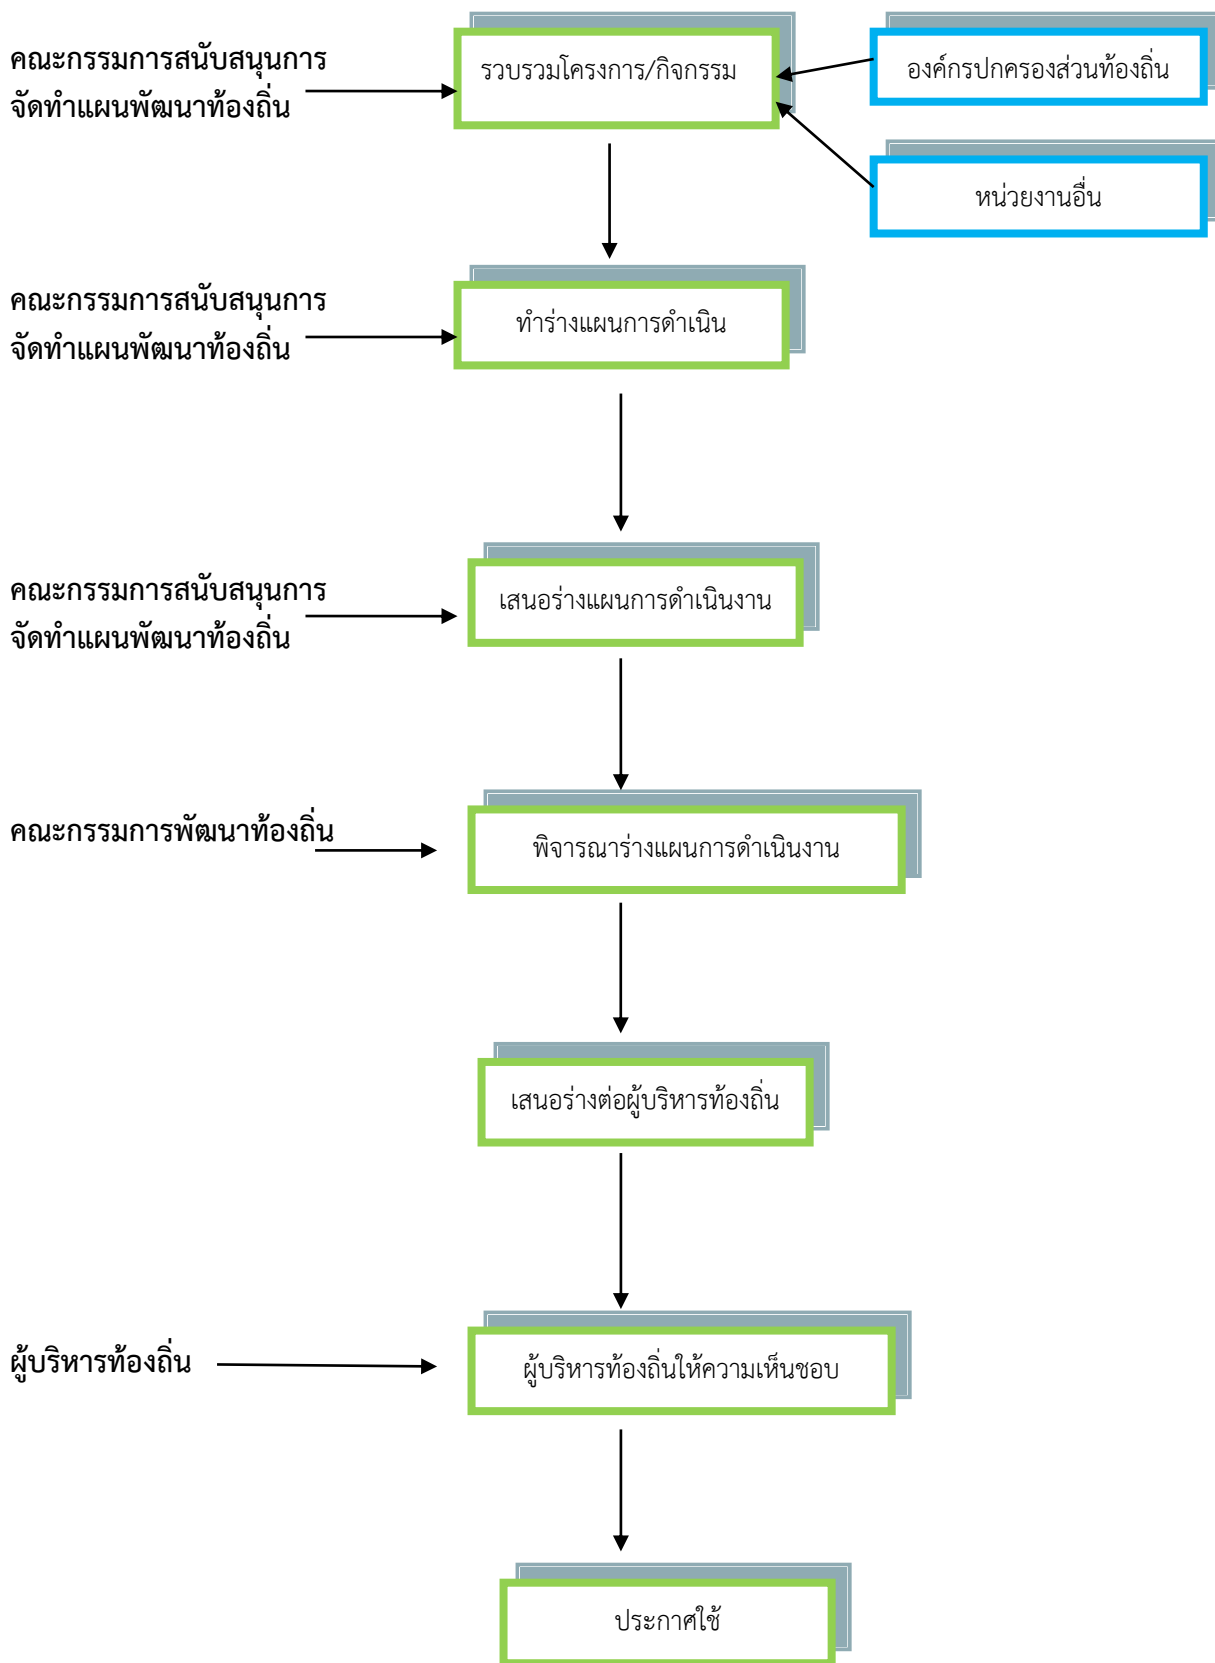 คณะกรรมการสนับสนุนการ
จัดทำแผนพัฒนาท้องถิ่น
รวบรวมโครงการ/กิจกรรม
องค์กรปกครองส่วนท้องถิ่น
หน่วยงานอื่น
คณะกรรมการสนับสนุนการ
จัดทำแผนพัฒนาท้องถิ่น
ทำร่างแผนการดำเนิน
คณะกรรมการสนับสนุนการ
จัดทำแผนพัฒนาท้องถิ่น
เสนอร่างแผนการดำเนินงาน
คณะกรรมการพัฒนาท้องถิ่น
พิจารณาร่างแผนการดำเนินงาน
เสนอร่างต่อผู้บริหารท้องถิ่น
ผู้บริหารท้องถิ่น
ผู้บริหารท้องถิ่นให้ความเห็นชอบ
ประกาศใช้